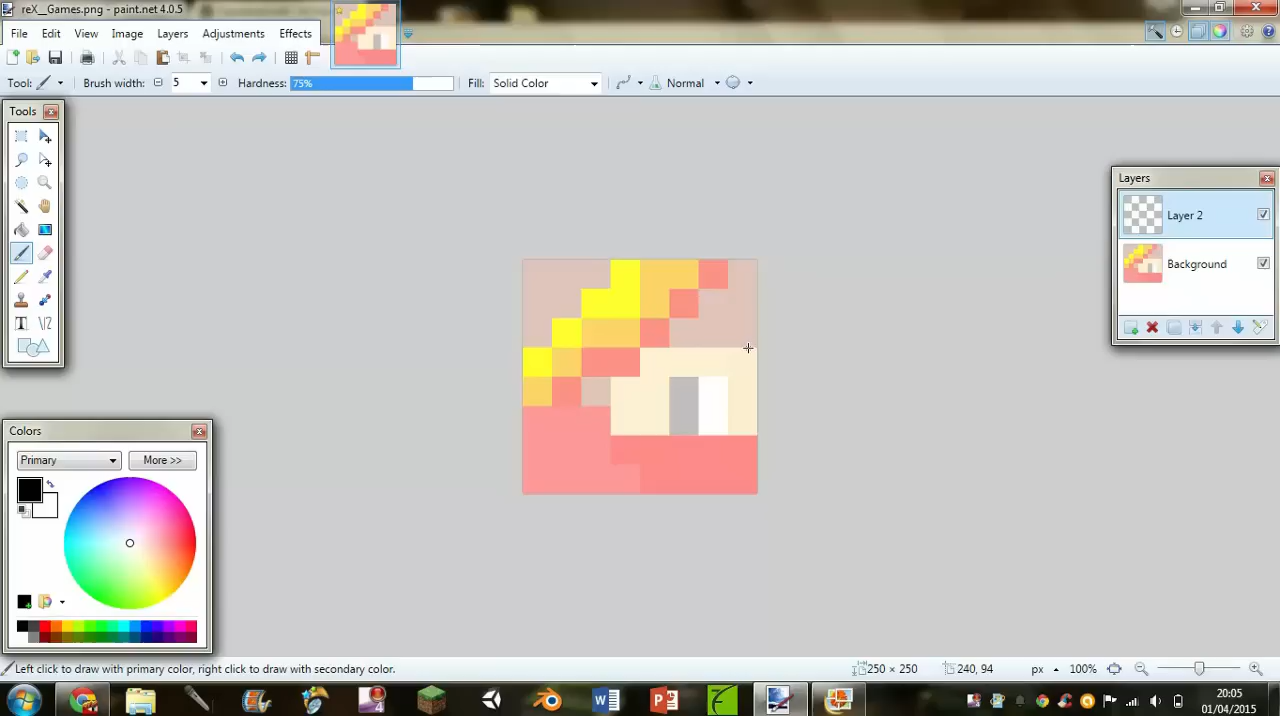 reX__Games.png - paint.net 4.0.5
File Edit View Image Layers Adjustments Effects
Tool: Brush width: 5 Hardness: 75% Fill: Solid Color Normal
Tools
Layers
Layer 2
Background
Colors
Primary More >>
Left click to draw with primary color, right click to draw with secondary color. 250 × 250 240, 94 px 100%
20:05
01/04/2015